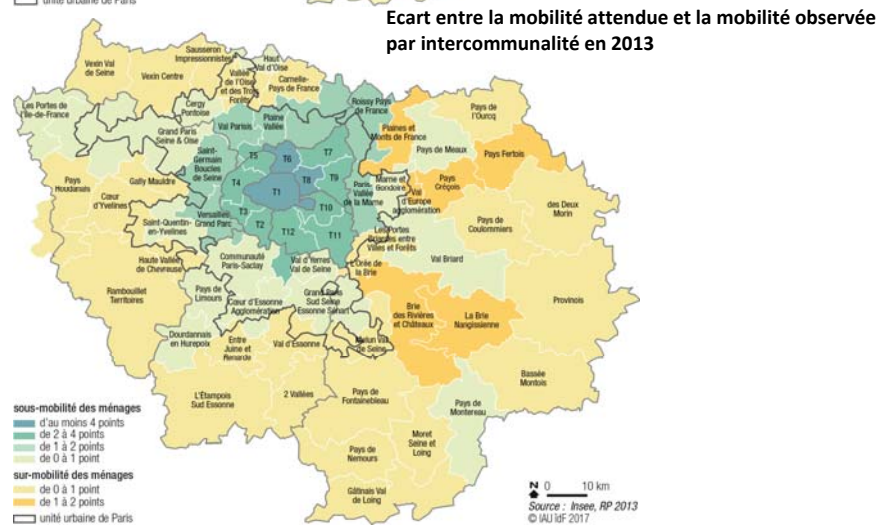 unité urbaine de Paris
Ecart entre la mobilité attendue et la mobilité observée
par intercommunalité en 2013
Vexin Val
de Seine
Vexin Centre
Sausseron
Impressionnistes
Haut
Val d'Oise
Vallée
de l'Oise
et des Trois
Forêts
Carnelle-
Pays de France
Les Portes de
l'Ile-de-France
Cergy
Pontoise
Roissy Pays
de France
Grand Paris
Seine & Oise
Val Parisis
Plaine
Vallée
Plaines et
Monts de France
Pays de
l'Ourcq
Pays de Meaux
Pays Fertois
Saint-
Germain
Boucles
de Seine
T5
T6
T7
T4
T1
T8
T9
Paris-
Vallée
de la Marne
Marne et
Gondoire
Val
d'Europe
agglomération
Pays
Créçois
des Deux
Morin
Pays
Houdanais
Gally Mauldre
Cœur
d'Yvelines
Versailles
Grand Parc
T3
T2
T12
T10
T11
Pays de
Coulommiers
Saint-Quentin-
en-Yvelines
Les Portes
Briardes entre
Villes et Forêts
Val Briard
Haute Vallée
de Chevreuse
Communauté
Paris-Saclay
Val d'Yerres
Val de Seine
L'Orée de
la Brie
Rambouillet
Territoires
Pays de
Limours
Cœur d'Essonne
Agglomération
Grand Paris
Sud Seine
Essonne Sénart
Brie
des Rivières
et Châteaux
La Brie
Nangissienne
Provinois
Dourdannais
en Hurepoix
Entre
Juine et
Renarde
Val d'Essonne
Melun Val
de Seine
Bassée
Montois
L'Étampois
Sud Essonne
2 Vallées
Pays de
Fontainebleau
Pays de
Montereau
Moret
Seine et
Loing
Pays de
Nemours
Gâtinais Val
de Loing
sous-mobilité des ménages
d'au moins 4 points
de 2 à 4 points
de 1 à 2 points
de 0 à 1 point
sur-mobilité des ménages
de 0 à 1 point
de 1 à 2 points
unité urbaine de Paris
N 0 10 km
Source : Insee, RP 2013
© IAU îdF 2017